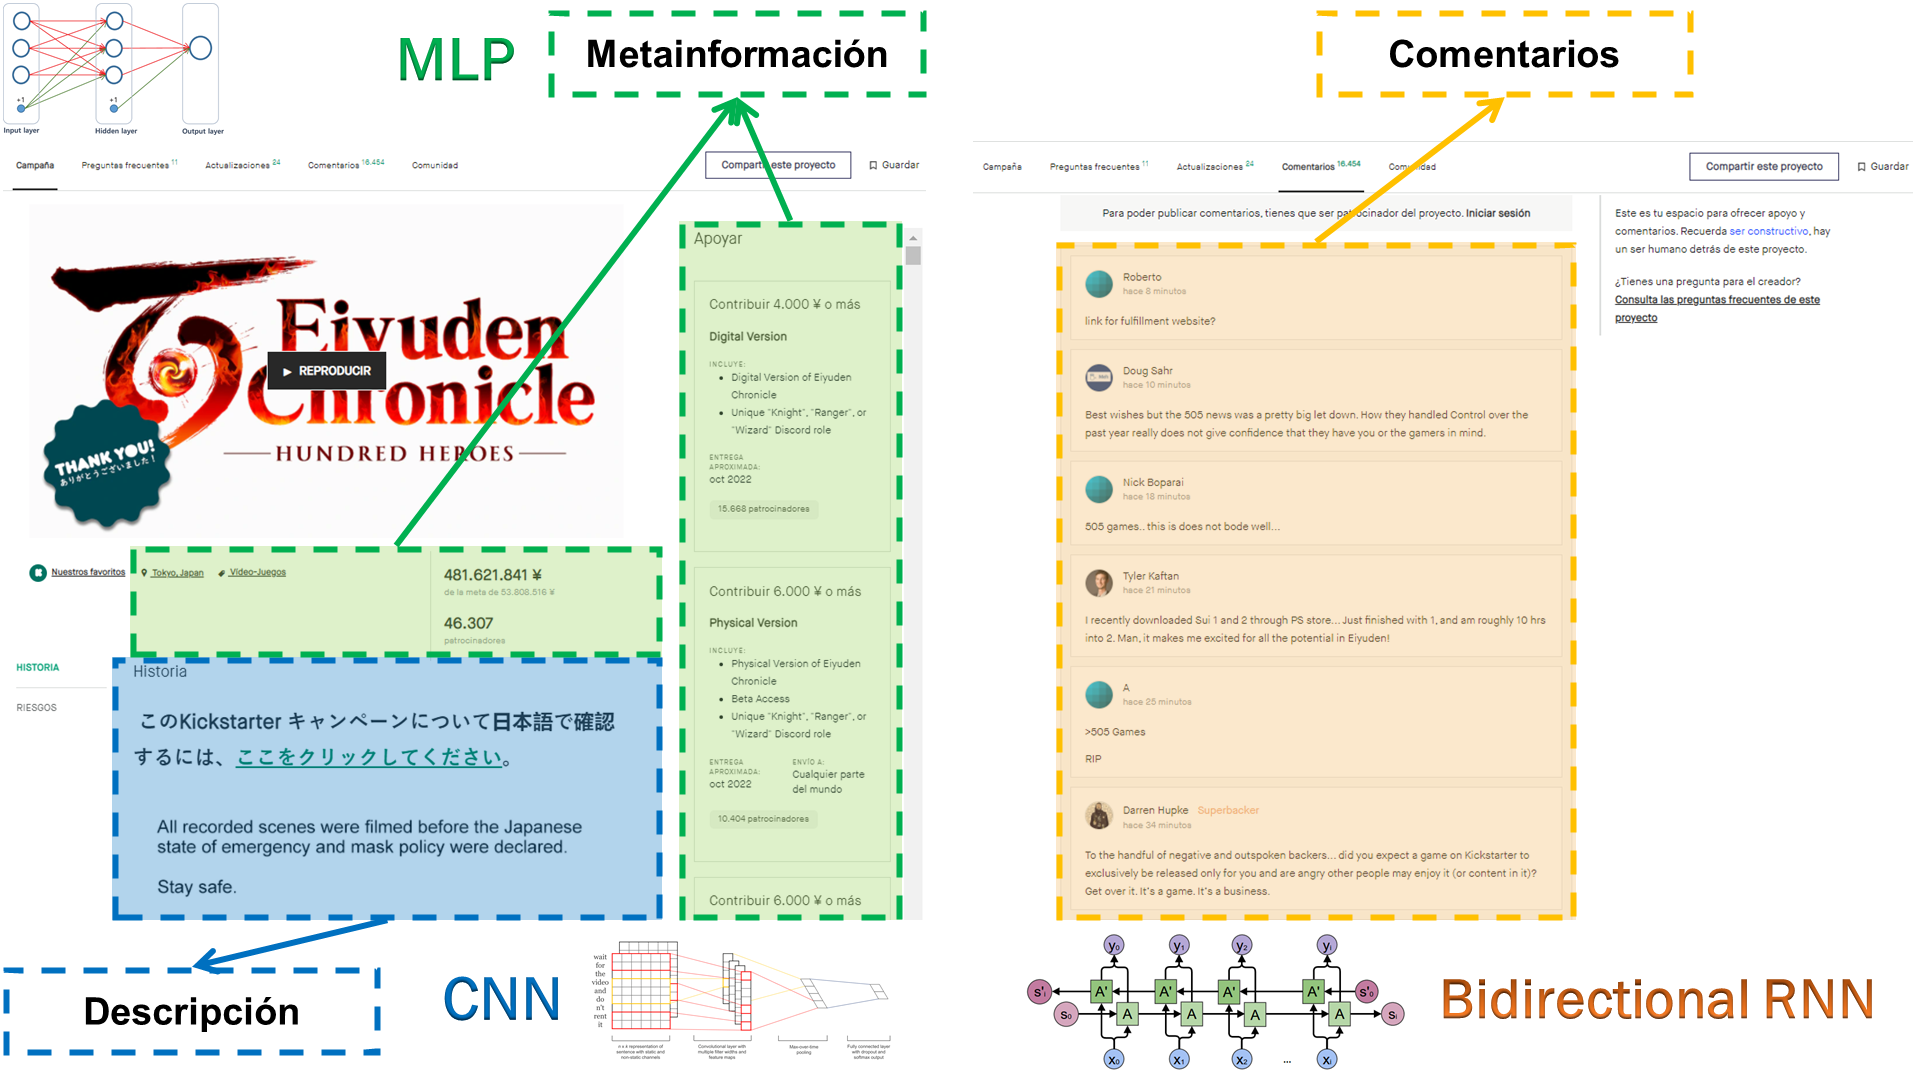 +1
+1
Input layer
Hidden layer
Output layer
MLP
Metainformación
Comentarios
Campaña
Preguntas frecuentes 11
Actualizaciones 24
Comentarios 16.454
Comunidad
Compartir este proyecto
Guardar
Eiyuden
Chronicle
HUNDRED HEROES
REPRODUCIR
THANK YOU!
ありがとうございました！
Nuestros favoritos
Tokyo, Japan
Vídeo-Juegos
481.621.841 ¥
de la meta de 53.808.516 ¥
46.307
patrocinadores
HISTORIA
RIESGOS
Historia
このKickstarter キャンペーンについて日本語で確認
するには、ここをクリックしてください。
All recorded scenes were filmed before the Japanese
state of emergency and mask policy were declared.
Stay safe.
Apoyar
Contribuir 4.000 ¥ o más
Digital Version
INCLUYE:
Digital Version of Eiyuden
Chronicle
Unique "Knight", "Ranger", or
"Wizard" Discord role
ENTREGA
APROXIMADA:
oct 2022
15.668 patrocinadores
Contribuir 6.000 ¥ o más
Physical Version
INCLUYE:
Physical Version of Eiyuden
Chronicle
Beta Access
Unique "Knight", "Ranger", or
"Wizard" Discord role
ENTREGA
APROXIMADA:
oct 2022
ENVÍO A:
Cualquier parte
del mundo
10.404 patrocinadores
Contribuir 6.000 ¥ o más
Descripción
CNN
wait
for
the
video
and
do
n't
rent
it
n x k representation of
sentence with static and
non-static channels
Convolutional layer with
multiple filter widths and
feature maps
Max-over-time
pooling
Fully connected layer
with dropout and
softmax output
Campaña
Preguntas frecuentes 11
Actualizaciones 24
Comentarios 16.454
Comunidad
Compartir este proyecto
Guardar
Para poder publicar comentarios, tienes que ser patrocinador del proyecto. Iniciar sesión
Este es tu espacio para ofrecer apoyo y
comentarios. Recuerda ser constructivo, hay
un ser humano detrás de este proyecto.
¿Tienes una pregunta para el creador?
Consulta las preguntas frecuentes de este
proyecto
Roberto
hace 8 minutos
link for fulfillment website?
Doug Sahr
hace 10 minutos
Best wishes but the 505 news was a pretty big let down. How they handled Control over the
past year really does not give confidence that they have you or the gamers in mind.
Nick Boparai
hace 18 minutos
505 games.. this is does not bode well...
Tyler Kaftan
hace 21 minutos
I recently downloaded Sui 1 and 2 through PS store... Just finished with 1, and am roughly 10 hrs
into 2. Man, it makes me excited for all the potential in Eiyuden!
A
hace 25 minutos
>505 Games
RIP
Darren Hupke Superbacker
hace 34 minutos
To the handful of negative and outspoken backers... did you expect a game on Kickstarter to
exclusively be released only for you and are angry other people may enjoy it (or content in it)?
Get over it. It's a game. It's a business.
y₀ y₁ y₂ yᵢ
s'ᵢ A' A' A' A' s'₀
s₀ A A A A sᵢ
x₀ x₁ x₂ ... xᵢ
Bidirectional RNN